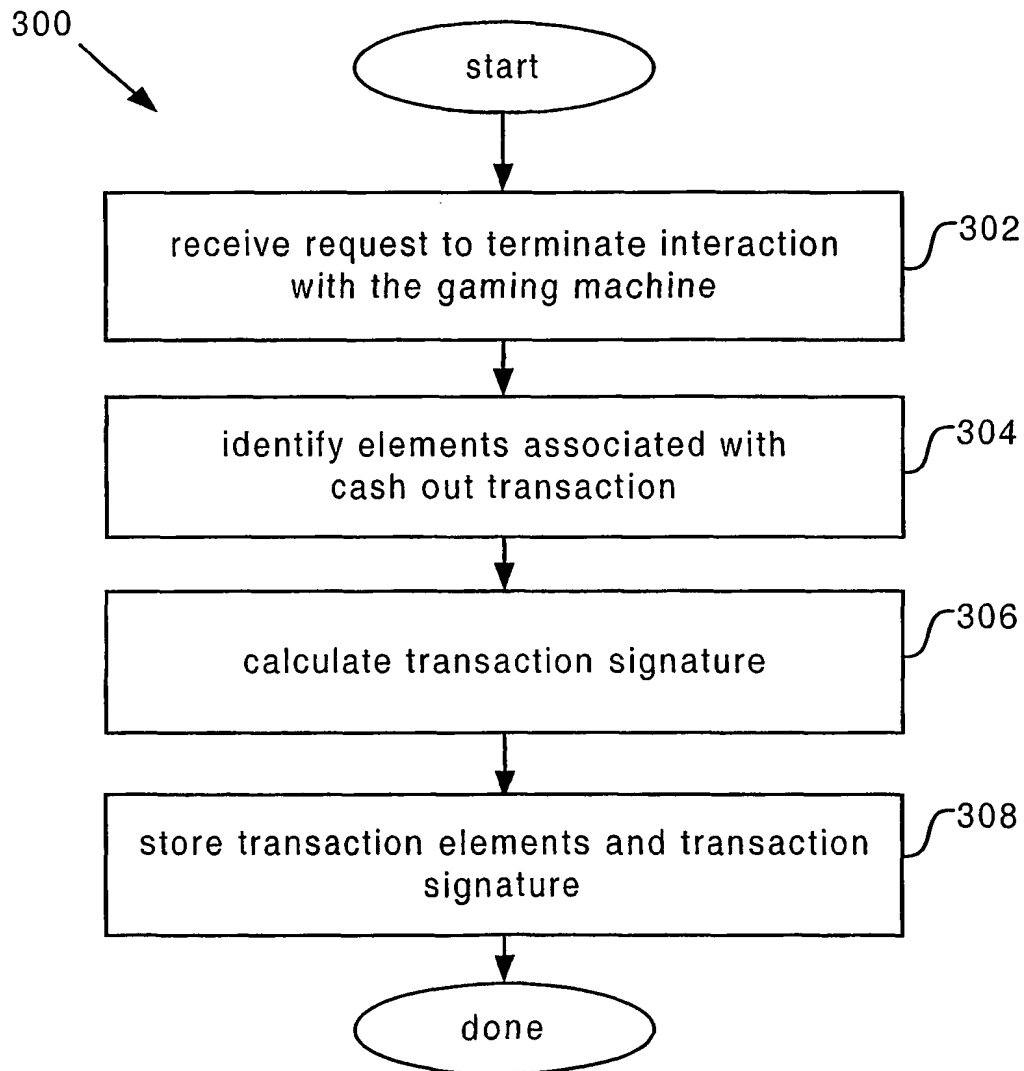 300
start
receive request to terminate interaction
with the gaming machine
302
identify elements associated with
cash out transaction
304
calculate transaction signature
306
store transaction elements and transaction
signature
308
done